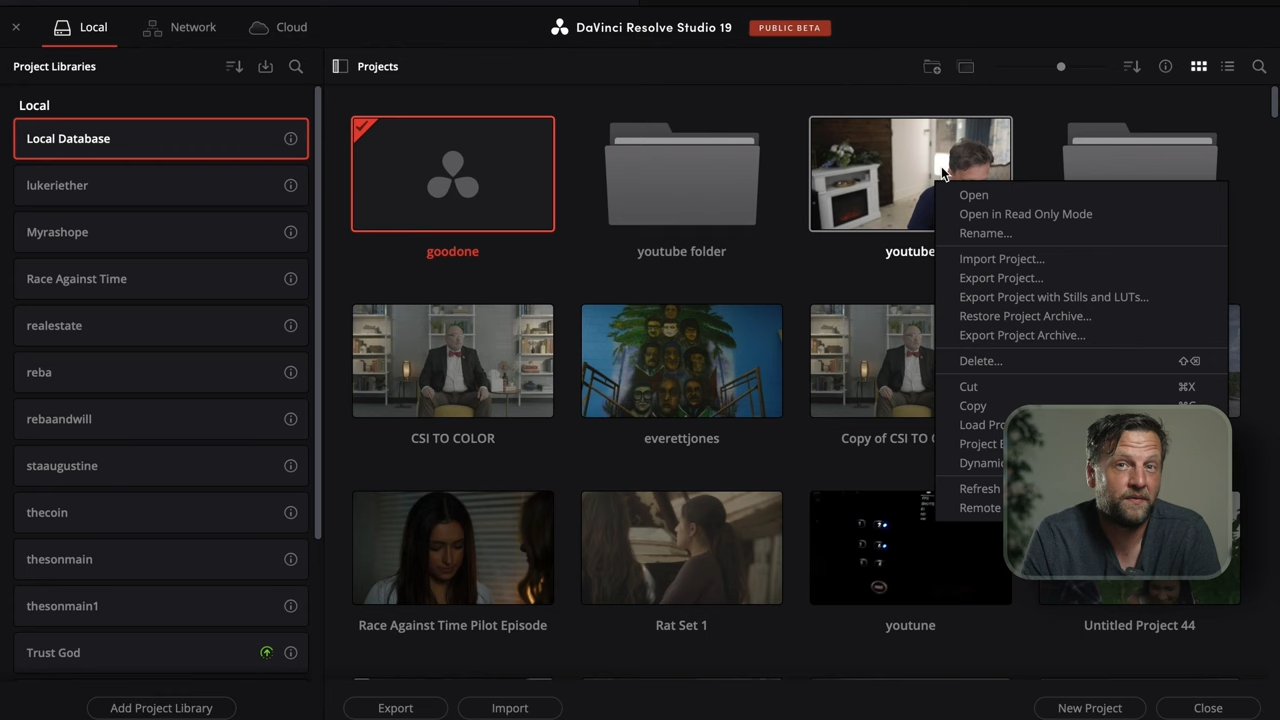 Local
Network
Cloud
DaVinci Resolve Studio 19
PUBLIC BETA
Project Libraries
Projects
Local
Local Database
lukeriether
Myrashope
Race Against Time
realestate
reba
rebaandwill
staaugustine
thecoin
thesonmain
thesonmain1
Trust God
Add Project Library
goodone
youtube folder
youtube
CSI TO COLOR
everettjones
Copy of CSI TO
Race Against Time Pilot Episode
Rat Set 1
youtune
Untitled Project 44
Open
Open in Read Only Mode
Rename...
Import Project...
Export Project...
Export Project with Stills and LUTs...
Restore Project Archive...
Export Project Archive...
Delete... ⇧⌫
Cut ⌘X
Copy
Load
Project
Dynamic
Refresh
Remote
Export
Import
New Project
Close